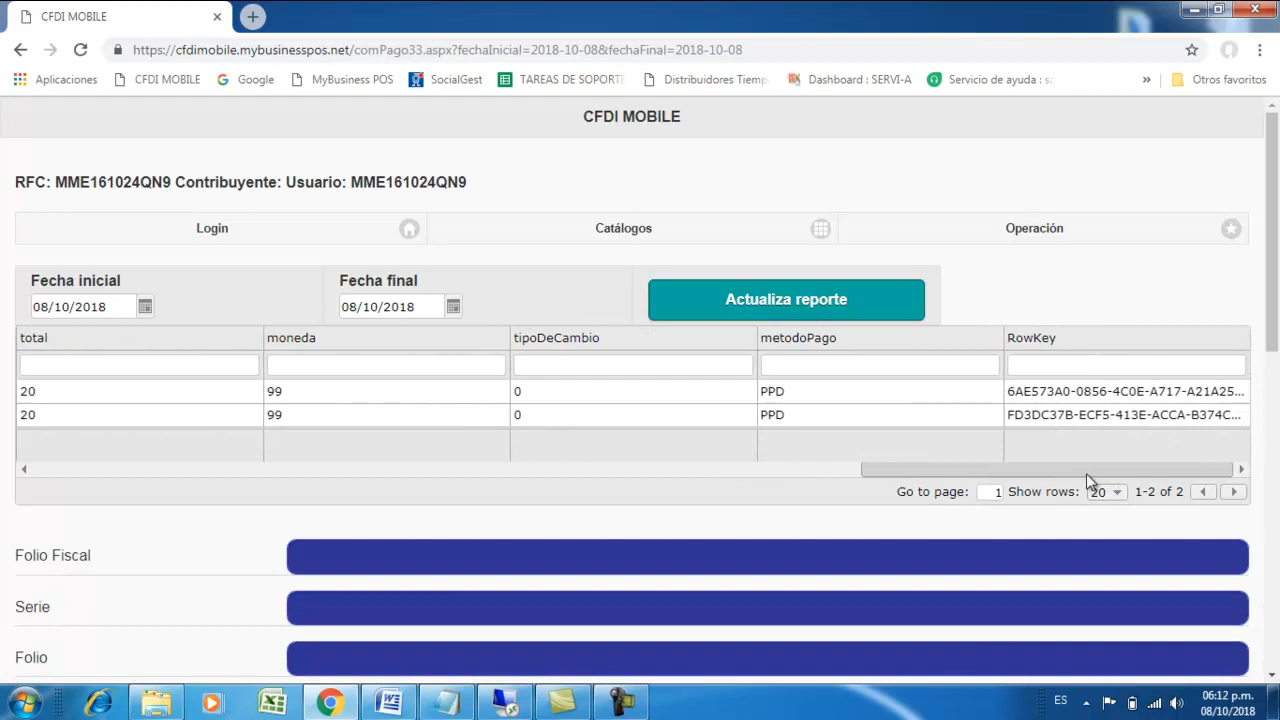 CFDI MOBILE
https://cfdimobile.mybusinesspos.net/comPago33.aspx?fechaInicial=2018-10-08&fechaFinal=2018-10-08
Aplicaciones CFDI MOBILE Google MyBusiness POS SocialGest TAREAS DE SOPORTE Distribuidores Tiemp Dashboard : SERVI-A Servicio de ayuda : » Otros favoritos
CFDI MOBILE
RFC: MME161024QN9 Contribuyente: Usuario: MME161024QN9
Login Catálogos Operación
Fecha inicial Fecha final
08/10/2018 08/10/2018 Actualiza reporte
total moneda tipoDeCambio metodoPago RowKey
20 99 0 PPD 6AE573A0-0856-4C0E-A717-A21A25...
20 99 0 PPD FD3DC37B-ECF5-413E-ACCA-B374C...
Go to page: 1 Show rows: 20 1-2 of 2
Folio Fiscal
Serie
Folio
ES 06:12 p.m.
08/10/2018